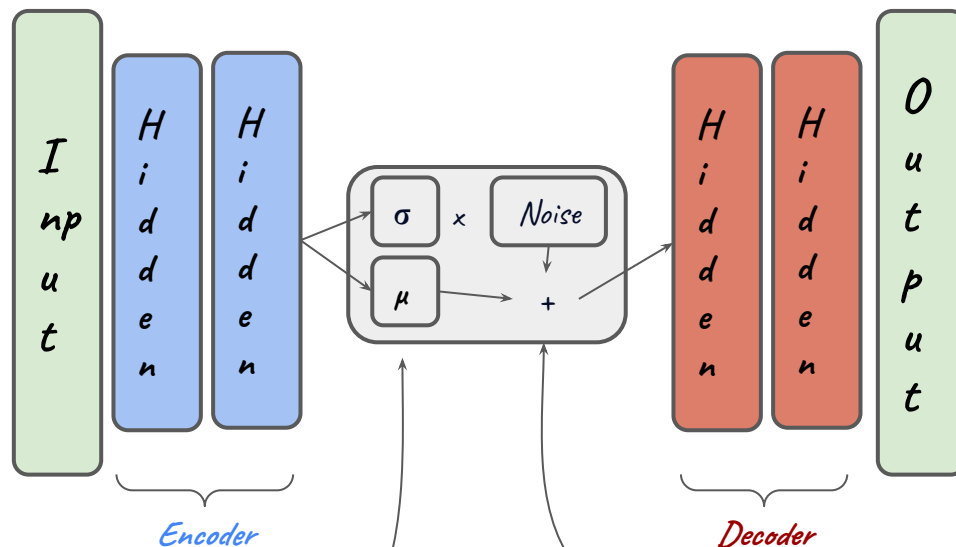 Input
Hidden
Hidden
σ x Noise
μ +
Hidden
Hidden
Output
Encoder
Decoder